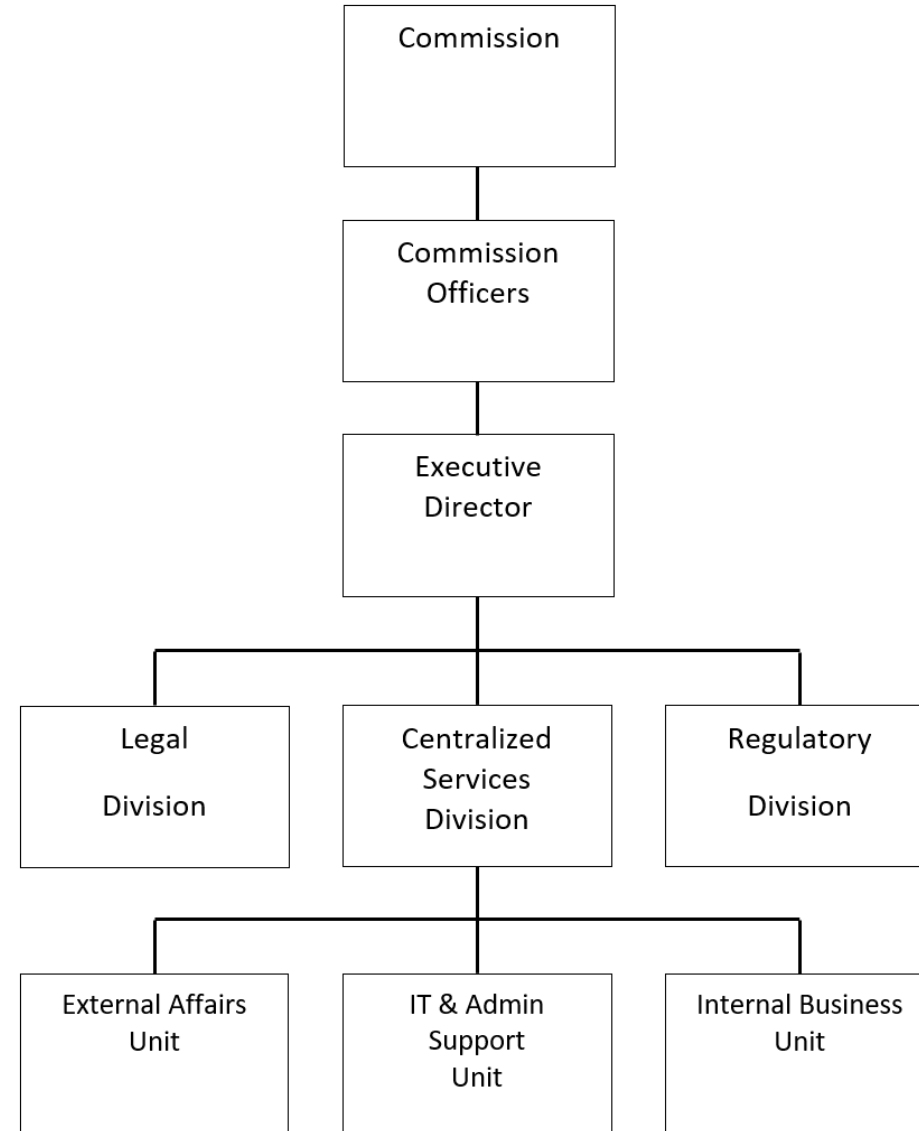 Commission
Commission
Officers
Executive
Director
Legal
Division
Centralized
Services
Division
Regulatory
Division
External Affairs
Unit
IT & Admin
Support
Unit
Internal Business
Unit